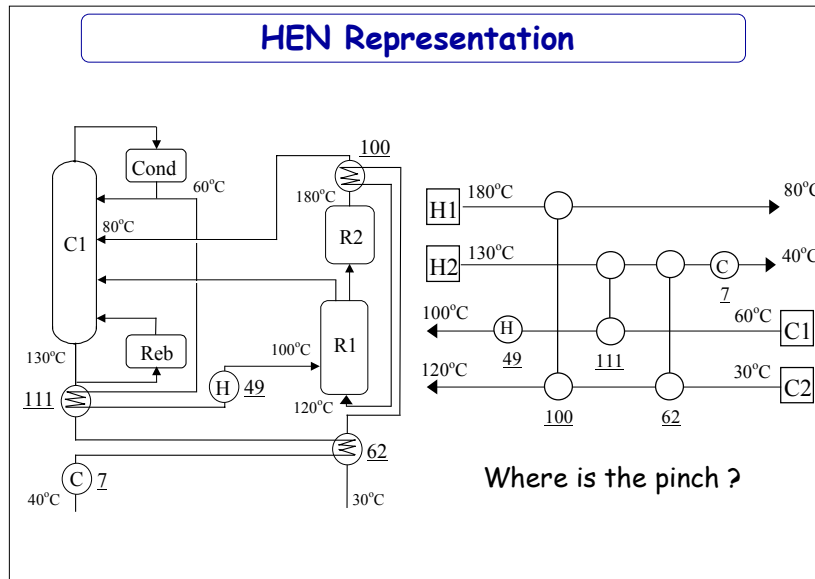 HEN Representation
Cond
60°C
C1
80°C
130°C
Reb
111
C
7
40°C
H
49
100°C
100
180°C
R2
R1
120°C
62
30°C
H1
180°C
80°C
H2
130°C
C
7
40°C
100°C
H
49
111
60°C
C1
120°C
100
62
30°C
C2
Where is the pinch ?